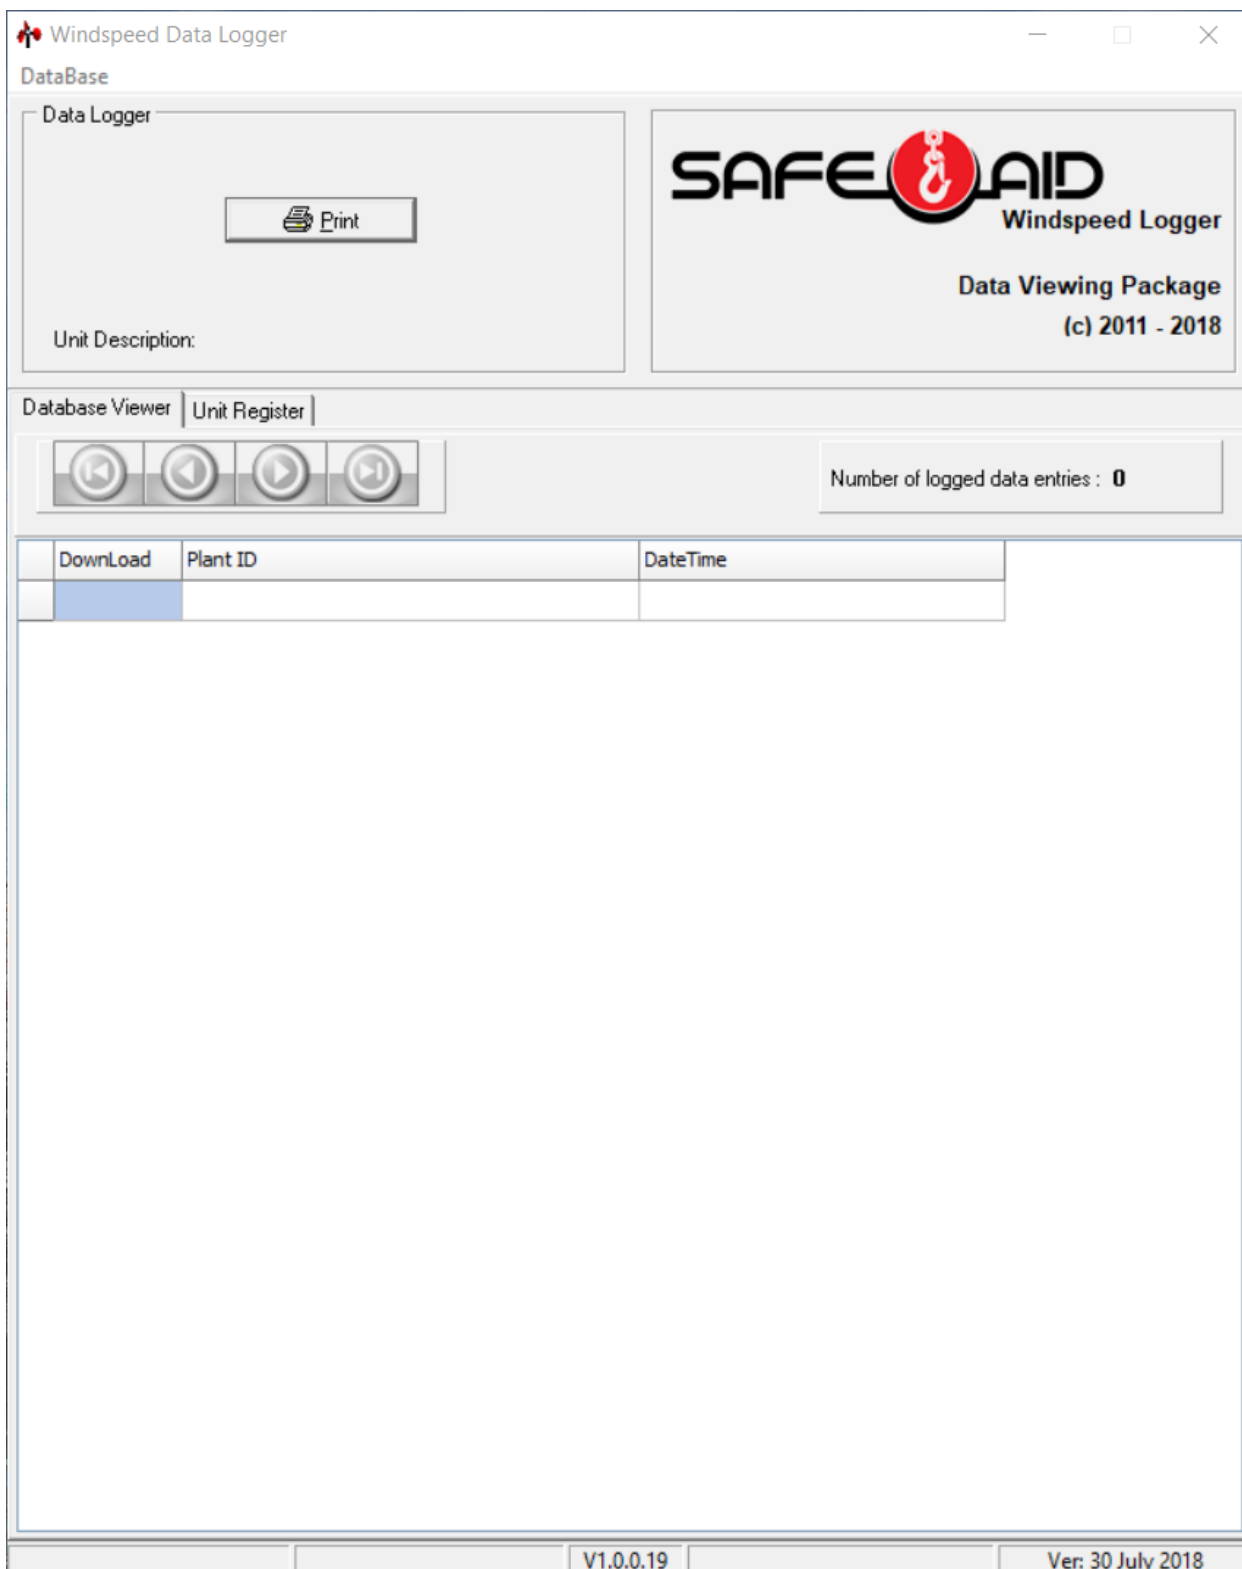 Windspeed Data Logger
DataBase
Data Logger
Print
Unit Description:
SAFE AID
Windspeed Logger
Data Viewing Package
(c) 2011 - 2018
Database Viewer Unit Register
Number of logged data entries : 0
DownLoad Plant ID DateTime
V1.0.0.19 Ver: 30 July 2018